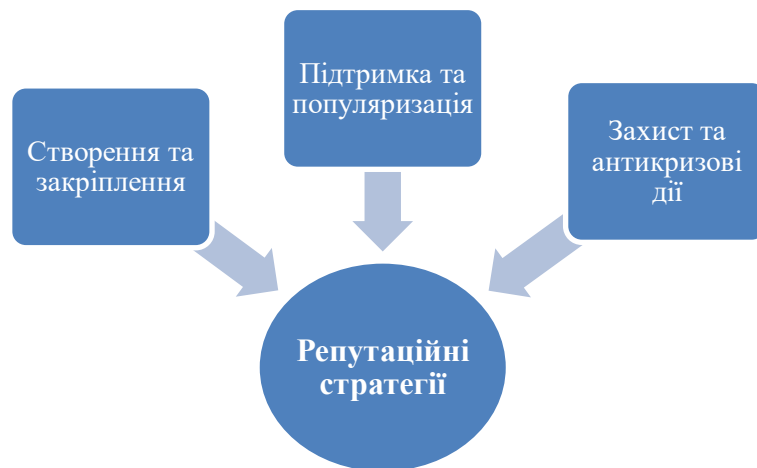 Створення та
закріплення
Підтримка та
популяризація
Захист та
антикризові
дії
Репутаційні
стратегії